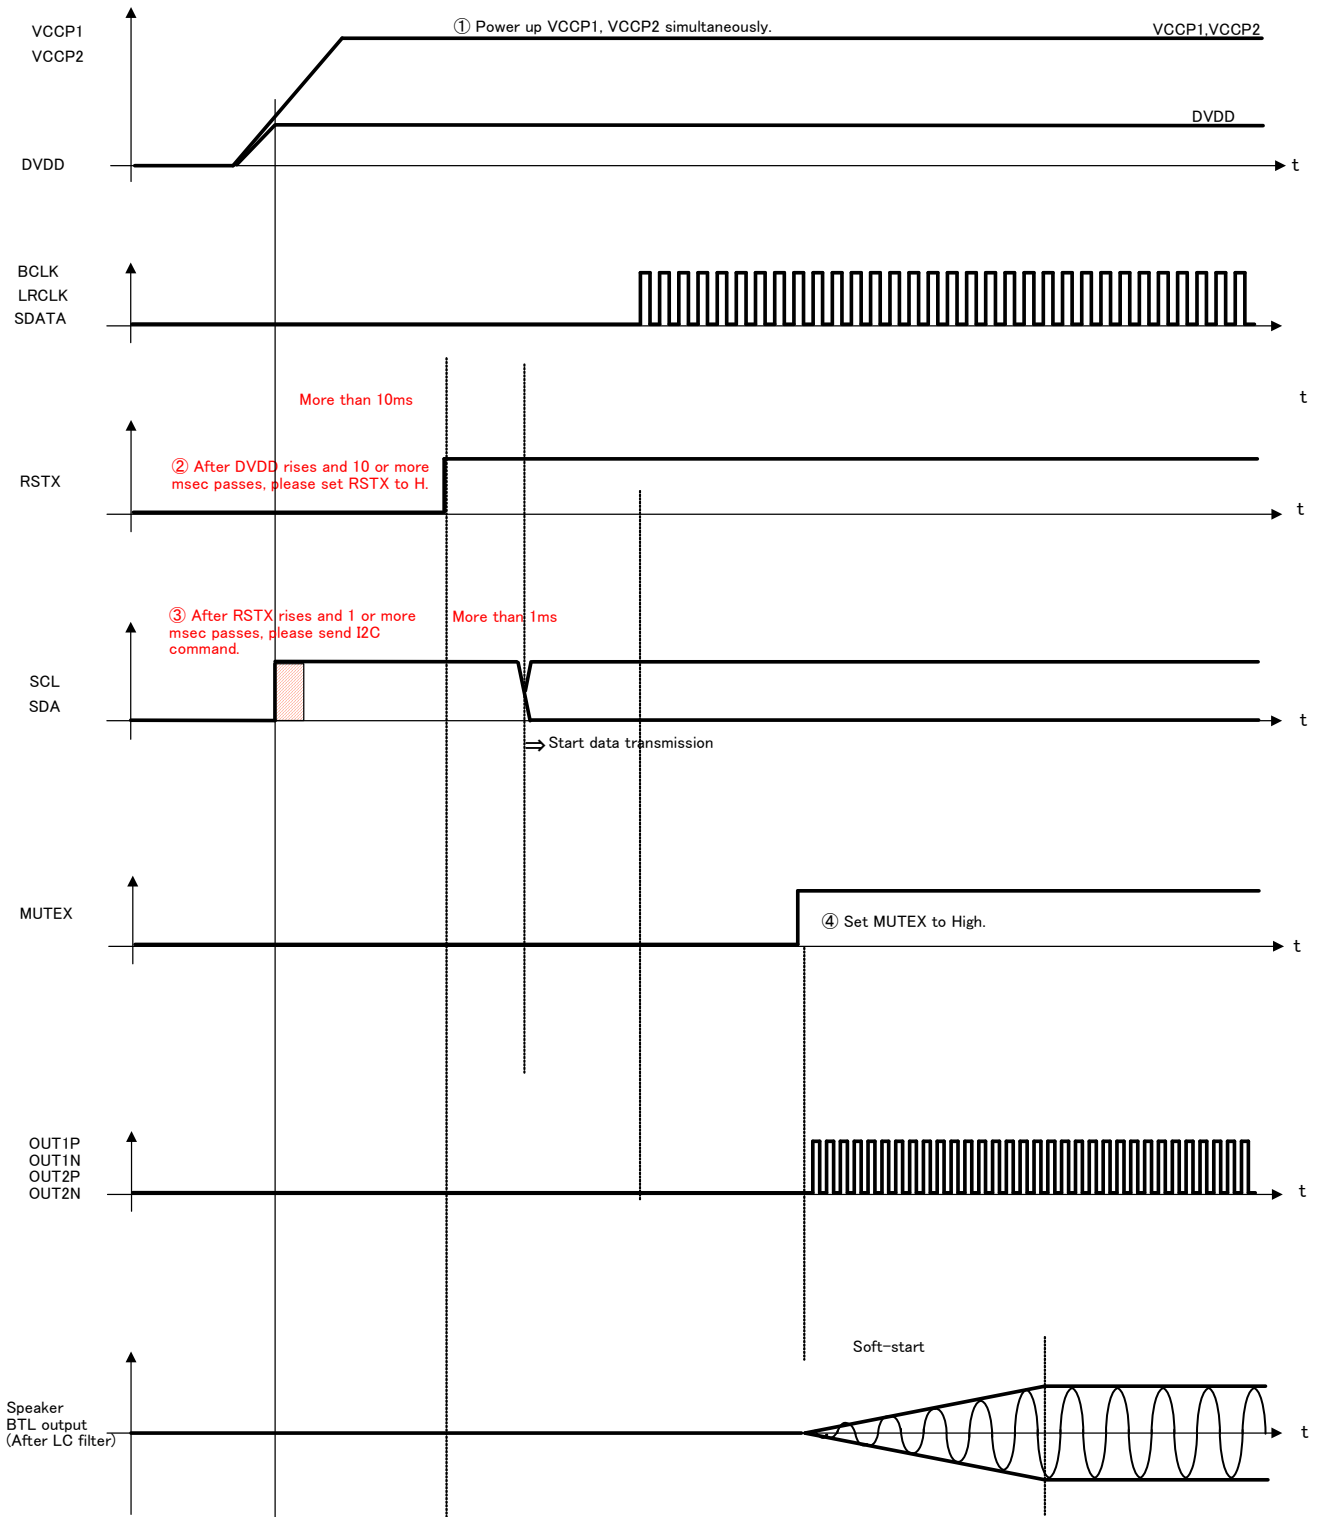 ① Power up VCCP1, VCCP2 simultaneously.
VCCP1
VCCP2
VCCP1,VCCP2
DVDD
DVDD
t
BCLK
LRCLK
SDATA
t
More than 10ms
② After DVDD rises and 10 or more
msec passes, please set RSTX to H.
RSTX
t
③ After RSTX rises and 1 or more
msec passes, please send I2C
command.
More than 1ms
SCL
SDA
t
⇒ Start data transmission
MUTEX
④ Set MUTEX to High.
t
OUT1P
OUT1N
OUT2P
OUT2N
t
Soft-start
Speaker
BTL output
(After LC filter)
t